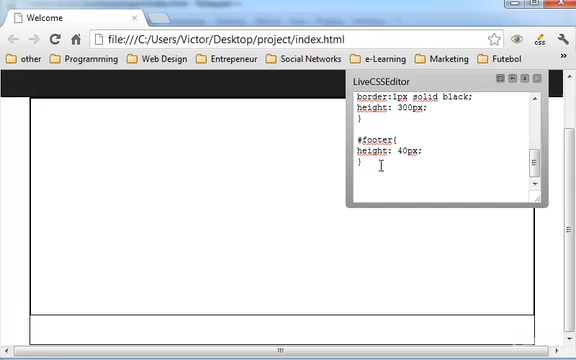 Welcome
file:///C:/Users/Victor/Desktop/project/index.html
css
other Programming Web Design Entrepeneur Social Networks e-Learning Marketing Futebol
LiveCSSEditor
border:1px solid black;
height: 300px;
}
#footer{
height: 40px;
}